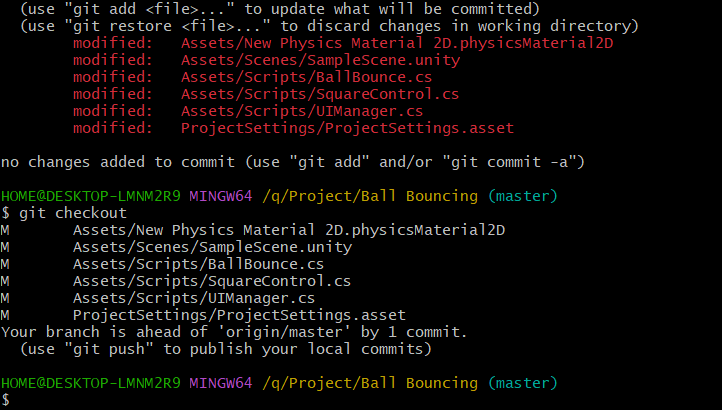 (use "git add <file>..." to update what will be committed)
(use "git restore <file>..." to discard changes in working directory)
modified:   Assets/New Physics Material 2D.physicsMaterial2D
modified:   Assets/Scenes/SampleScene.unity
modified:   Assets/Scripts/BallBounce.cs
modified:   Assets/Scripts/SquareControl.cs
modified:   Assets/Scripts/UIManager.cs
modified:   ProjectSettings/ProjectSettings.asset
no changes added to commit (use "git add" and/or "git commit -a")
HOME@DESKTOP-LMNM2R9 MINGW64 /q/Project/Ball Bouncing (master)
$ git checkout
M       Assets/New Physics Material 2D.physicsMaterial2D
M       Assets/Scenes/SampleScene.unity
M       Assets/Scripts/BallBounce.cs
M       Assets/Scripts/SquareControl.cs
M       Assets/Scripts/UIManager.cs
M       ProjectSettings/ProjectSettings.asset
Your branch is ahead of 'origin/master' by 1 commit.
(use "git push" to publish your local commits)
HOME@DESKTOP-LMNM2R9 MINGW64 /q/Project/Ball Bouncing (master)
$